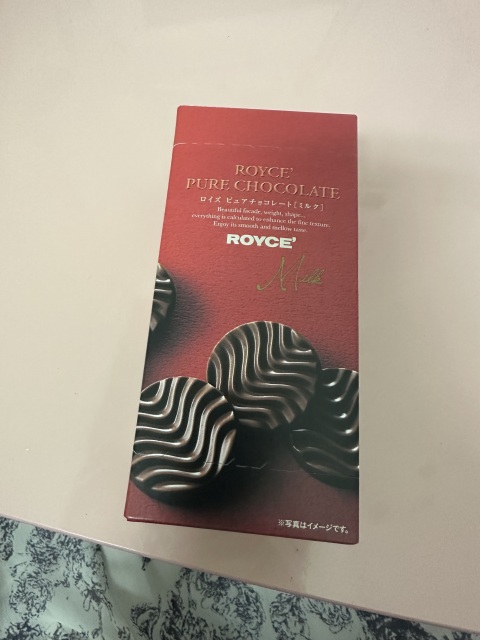 ROYCE'
PURE CHOCOLATE
ロイズ ピュアチョコレート[ミルク]
Beautiful facade, weight, shape...
everything is calculated to enhance the fine texture.
Enjoy its smooth and mellow taste.
ROYCE'
Milk
※写真はイメージです。